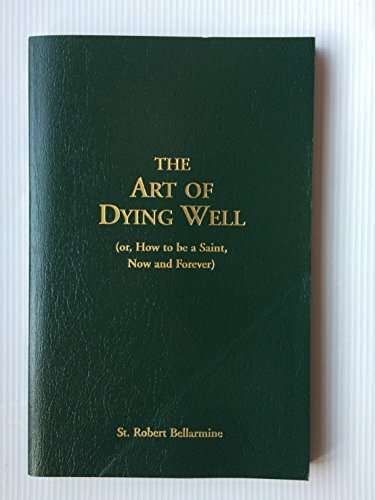 THE
ART OF
DYING WELL
(or, How to be a Saint,
Now and Forever)
St. Robert Bellarmine